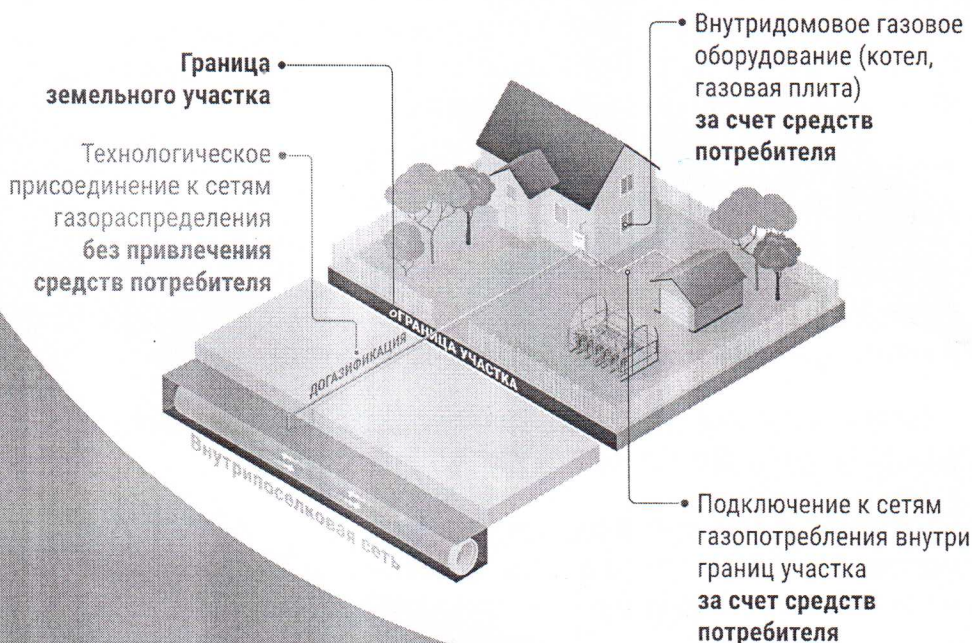 Граница
земельного участка
Технологическое
присоединение к сетям
газораспределения
без привлечения
средств потребителя
Внутридомовое газовое
оборудование (котел,
газовая плита)
за счет средств
потребителя
ГРАНИЦА УЧАСТКА
ДОГАЗИФИКАЦИЯ
Внутрипоселковая сеть
Подключение к сетям
газопотребления внутри
границ участка
за счет средств
потребителя